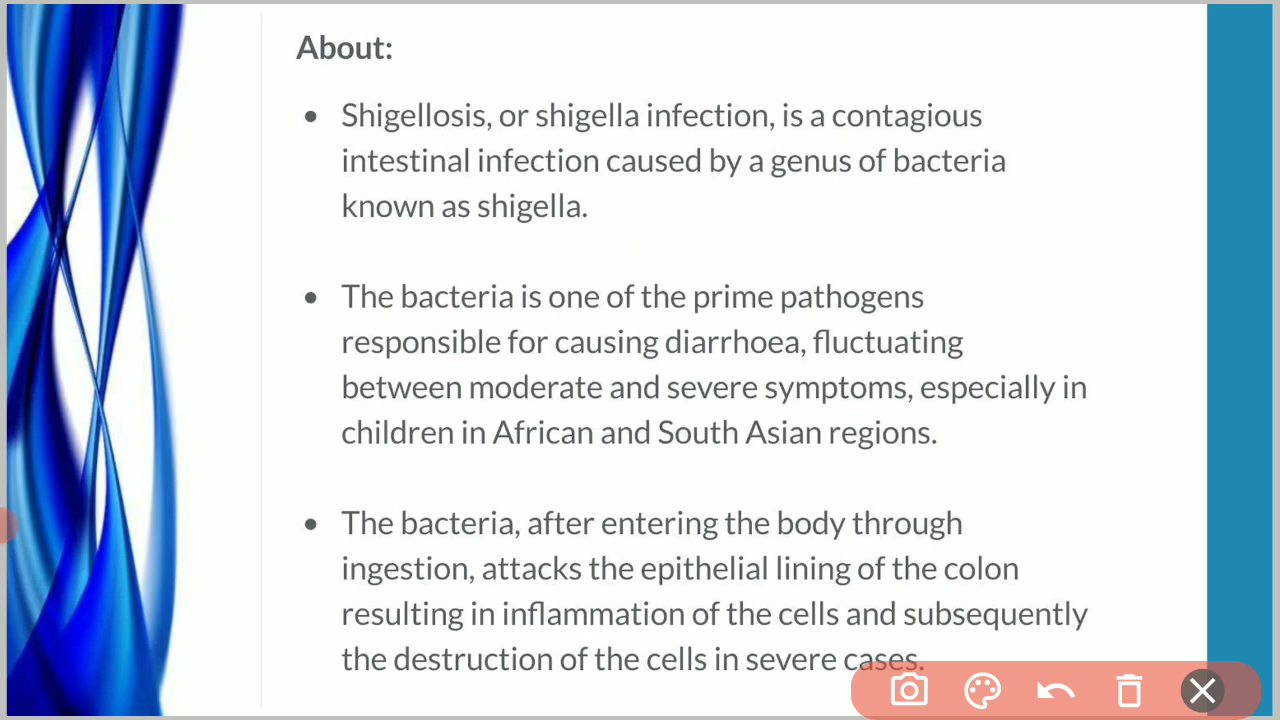 About:
• Shigellosis, or shigella infection, is a contagious
intestinal infection caused by a genus of bacteria
known as shigella.
• The bacteria is one of the prime pathogens
responsible for causing diarrhoea, fluctuating
between moderate and severe symptoms, especially in
children in African and South Asian regions.
• The bacteria, after entering the body through
ingestion, attacks the epithelial lining of the colon
resulting in inflammation of the cells and subsequently
the destruction of the cells in severe cases.